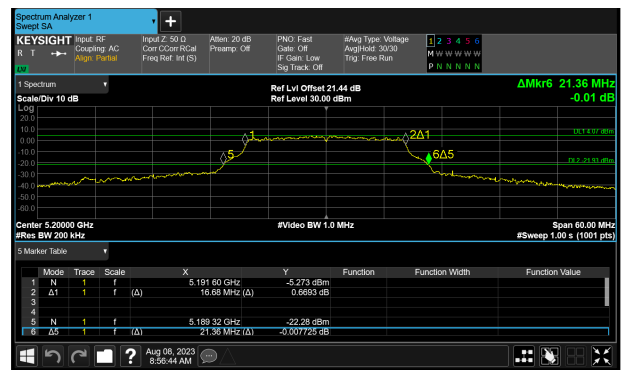 Spectrum Analyzer 1
Swept SA
+
KEYSIGHT Input: RF
R T Coupling: AC
Align: Partial
LXI
Input Z: 50 Ω
Corr CCorr RCal
Freq Ref: Int (S)
Atten: 20 dB
Preamp: Off
PNO: Fast
Gate: Off
IF Gain: Low
Sig Track: Off
#Avg Type: Voltage
Avg|Hold: 30/30
Trig: Free Run
1 2 3 4 5 6
M W W W W W
P N N N N N
1 Spectrum
Scale/Div 10 dB
Ref Lvl Offset 21.44 dB
Ref Level 30.00 dBm
ΔMkr6 21.36 MHz
-0.01 dB
Log
20.0
10.0
0.00
-10.0
-20.0
-30.0
-40.0
-50.0
-60.0
1
2Δ1
5
6Δ5
DL1 4.07 dBm
DL2 -21.93 dBm
Center 5.20000 GHz
#Res BW 200 kHz
#Video BW 1.0 MHz
Span 60.00 MHz
#Sweep 1.00 s (1001 pts)
5 Marker Table
Mode Trace Scale X Y Function Function Width Function Value
1 N 1 f 5.191 60 GHz -5.273 dBm
2 Δ1 1 f (Δ) 16.68 MHz (Δ) 0.6693 dB
3
4
5 N 1 f 5.189 32 GHz -22.28 dBm
6 Δ5 1 f (Δ) 21.36 MHz (Δ) -0.007725 dB
?
Aug 08, 2023
8:56:44 AM